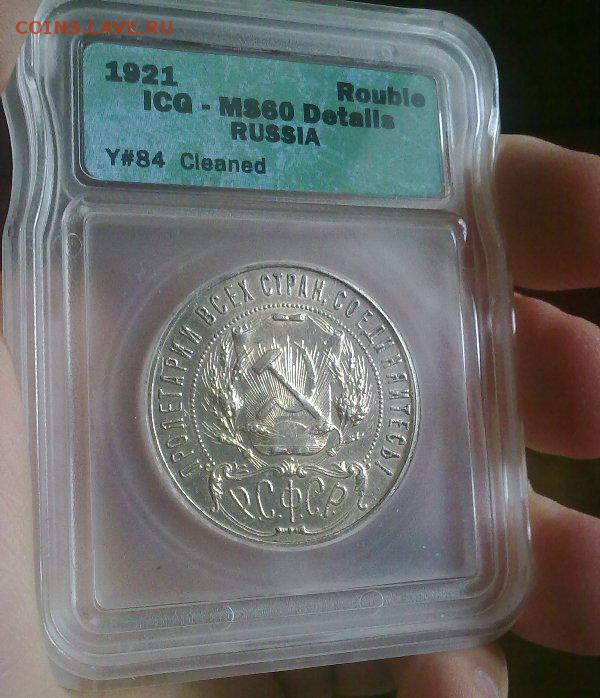 COINS.LAVE.RU
1921 Rouble
ICG - MS60 Details
RUSSIA
Y#84 Cleaned
ПРОЛЕТАРИИ ВСЕХ СТРАН, СОЕДИНЯЙТЕСЬ!
Р.С.Ф.С.Р.